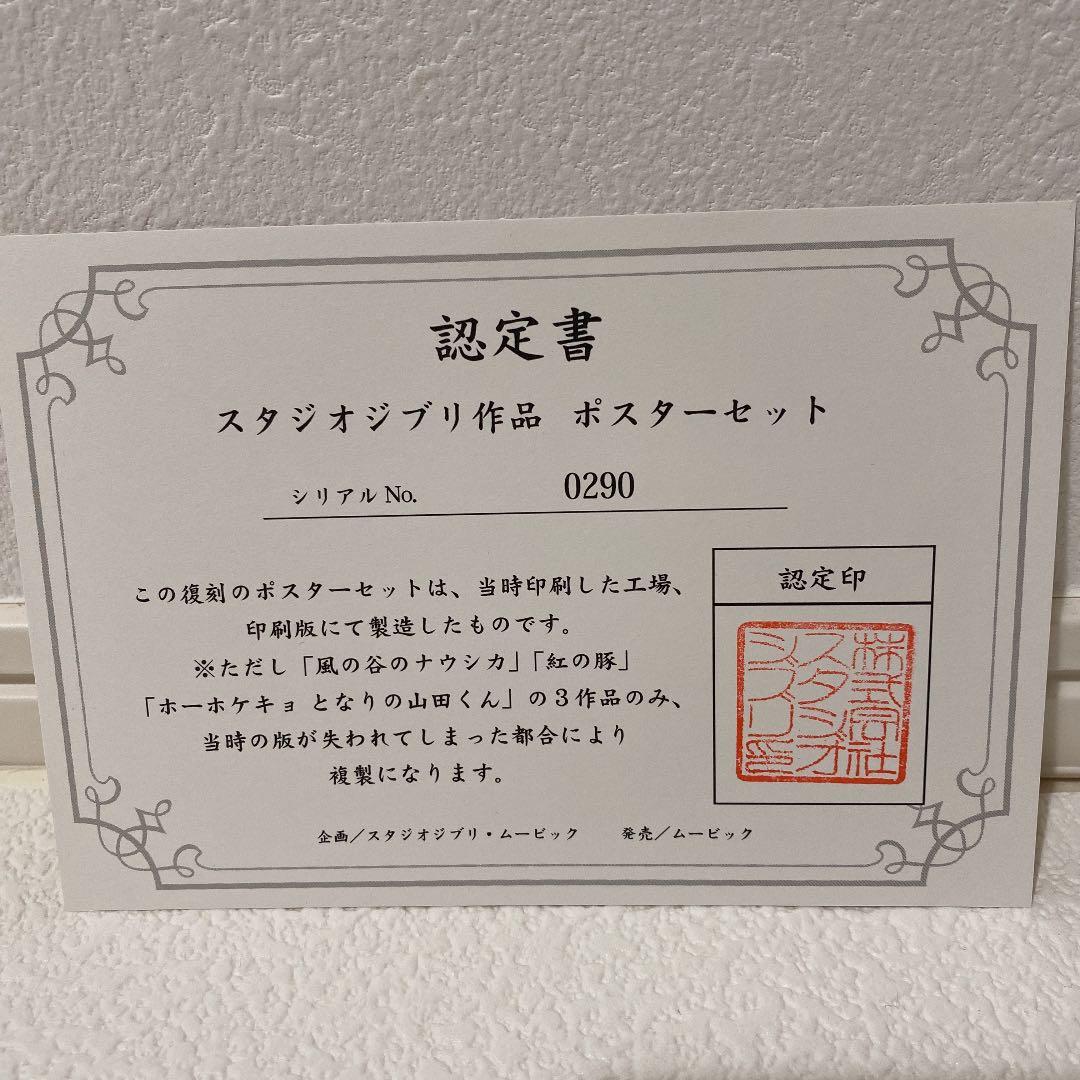 認定書
スタジオジブリ作品 ポスターセット
シリアルNo. 0290
この復刻のポスターセットは、当時印刷した工場、
印刷版にて製造したものです。
※ただし「風の谷のナウシカ」「紅の豚」
「ホーホケキョ となりの山田くん」の3作品のみ、
当時の版が失われてしまった都合により
複製になります。
認定印
株式会社
スタジオ
ジブリ印
企画／スタジオジブリ・ムービック 発売／ムービック